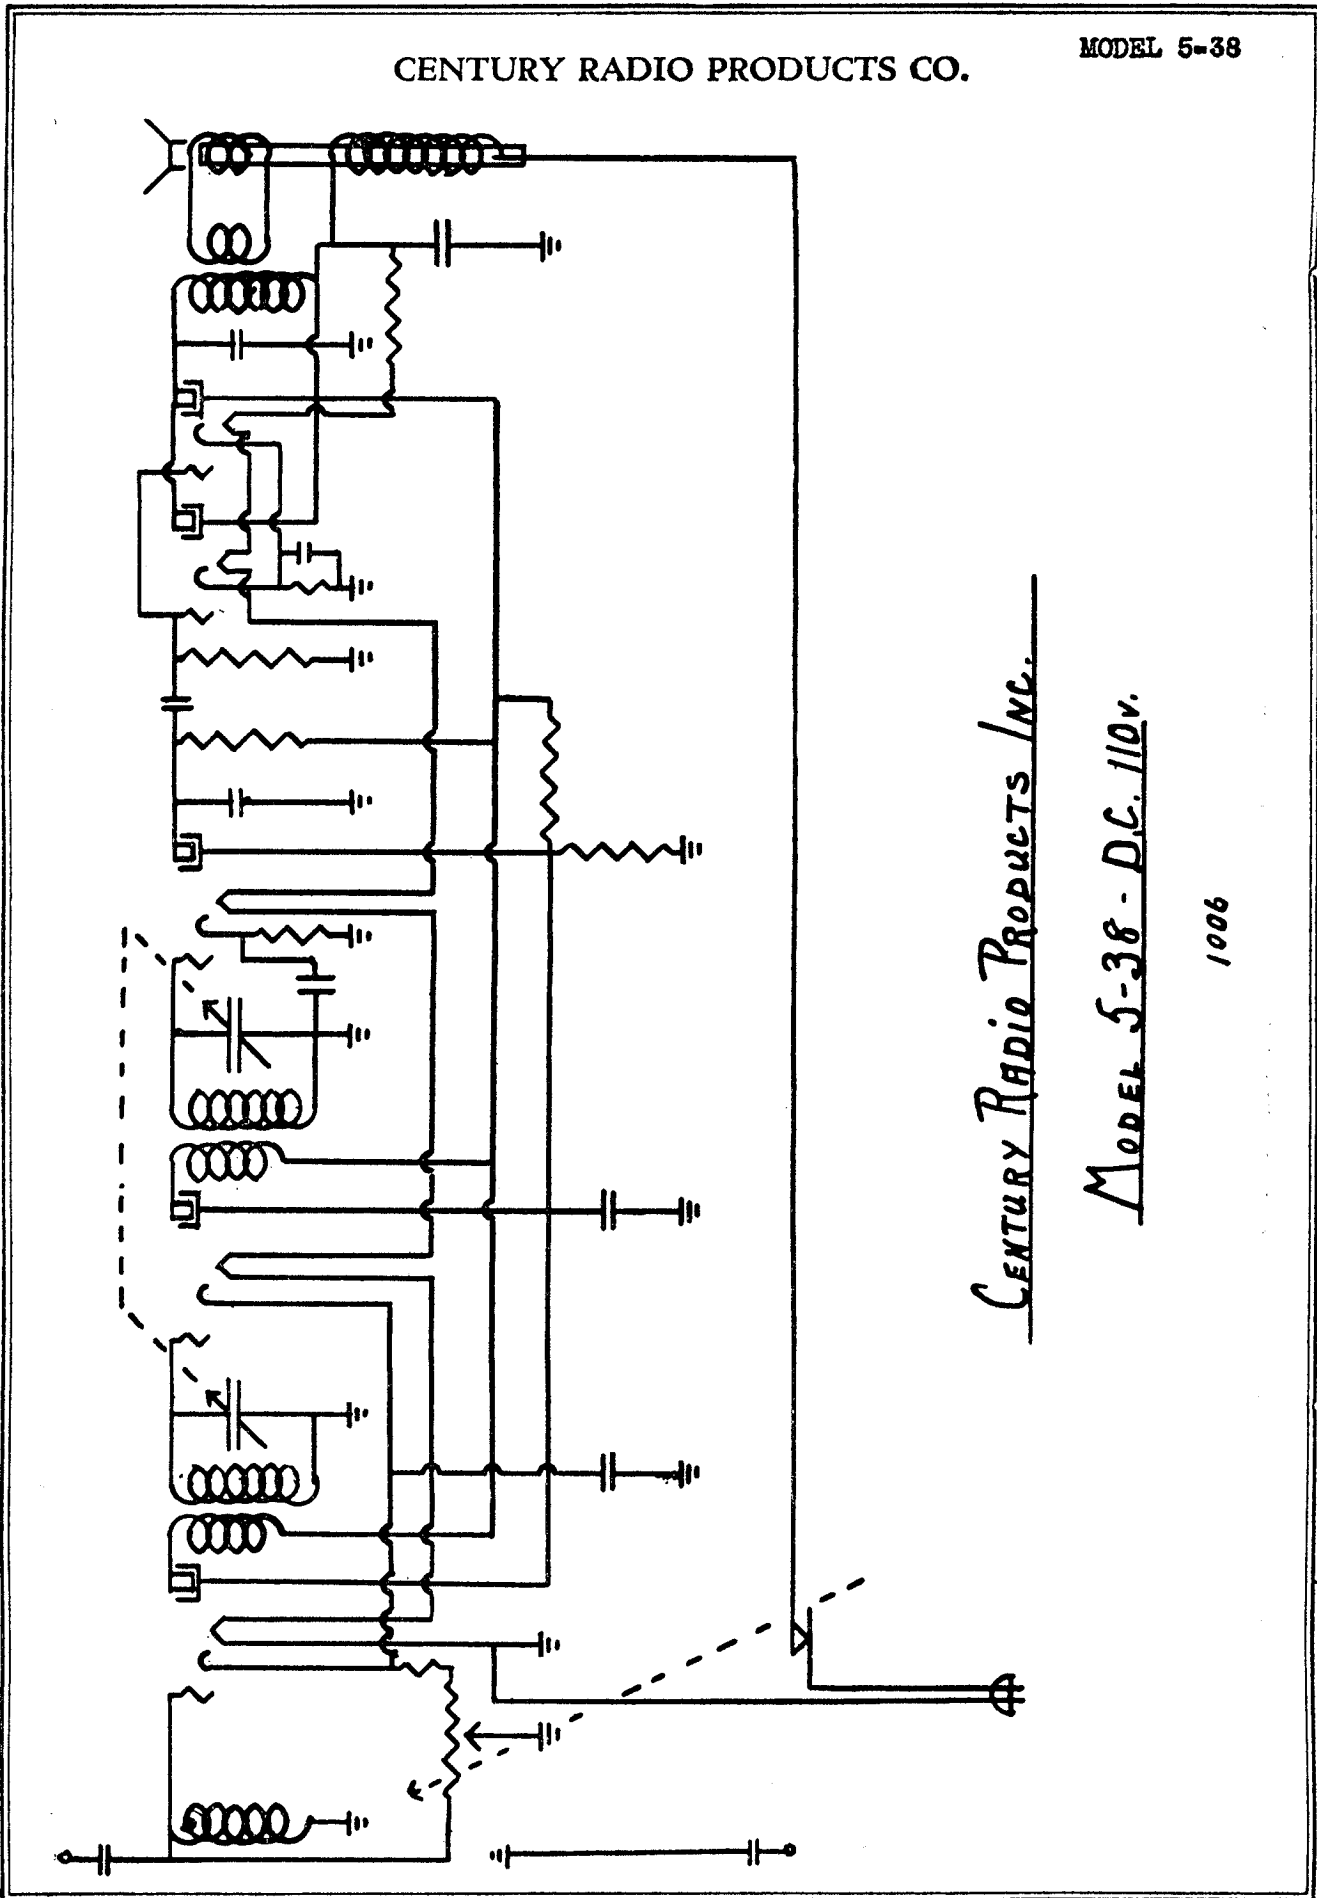 MODEL 5-38
CENTURY RADIO PRODUCTS CO.
CENTURY RADIO PRODUCTS INC.
MODEL 5-38 - D.C. 110v.
1006